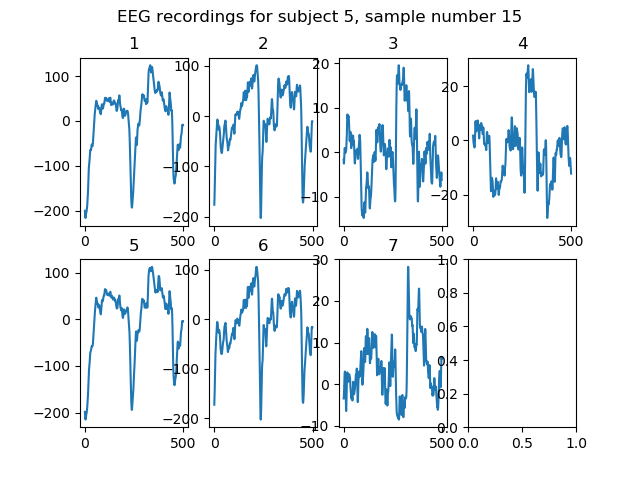 EEG recordings for subject 5, sample number 15
1 2 3 4
100 100 20 20
0 0 10 0
−100 −100 0 −20
−200 −200 −10
0 500 0 500 0 500 0 500
5 6 7
100 100 30 1.0
0 0 20 0.8
−100 −100 10 0.6
−200 −200 0 0.4
−10 0.2
0.0
0 500 0 500 0 500 0.0 0.5 1.0